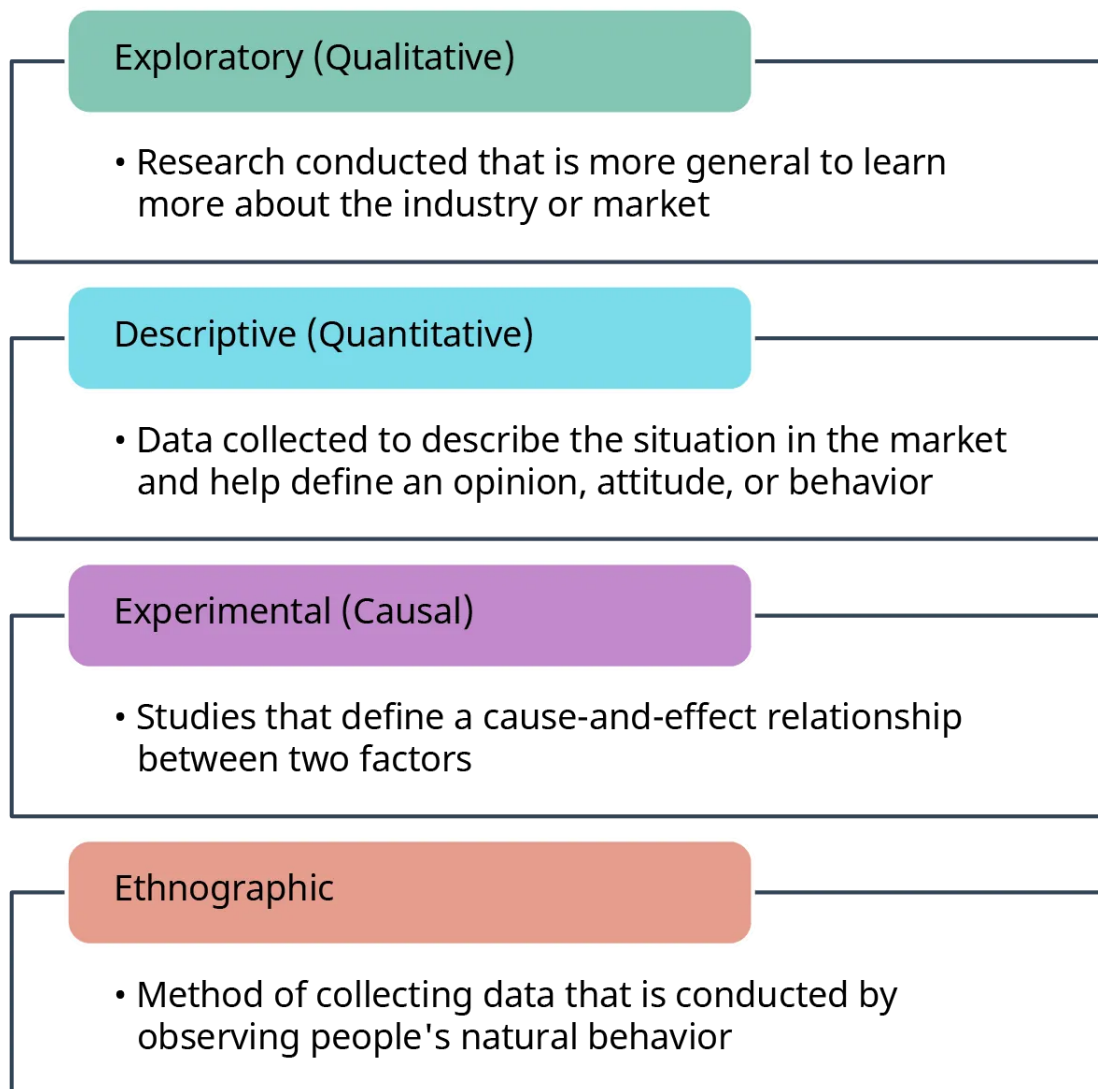 Exploratory (Qualitative)
• Research conducted that is more general to learn
more about the industry or market
Descriptive (Quantitative)
• Data collected to describe the situation in the market
and help define an opinion, attitude, or behavior
Experimental (Causal)
• Studies that define a cause-and-effect relationship
between two factors
Ethnographic
• Method of collecting data that is conducted by
observing people's natural behavior